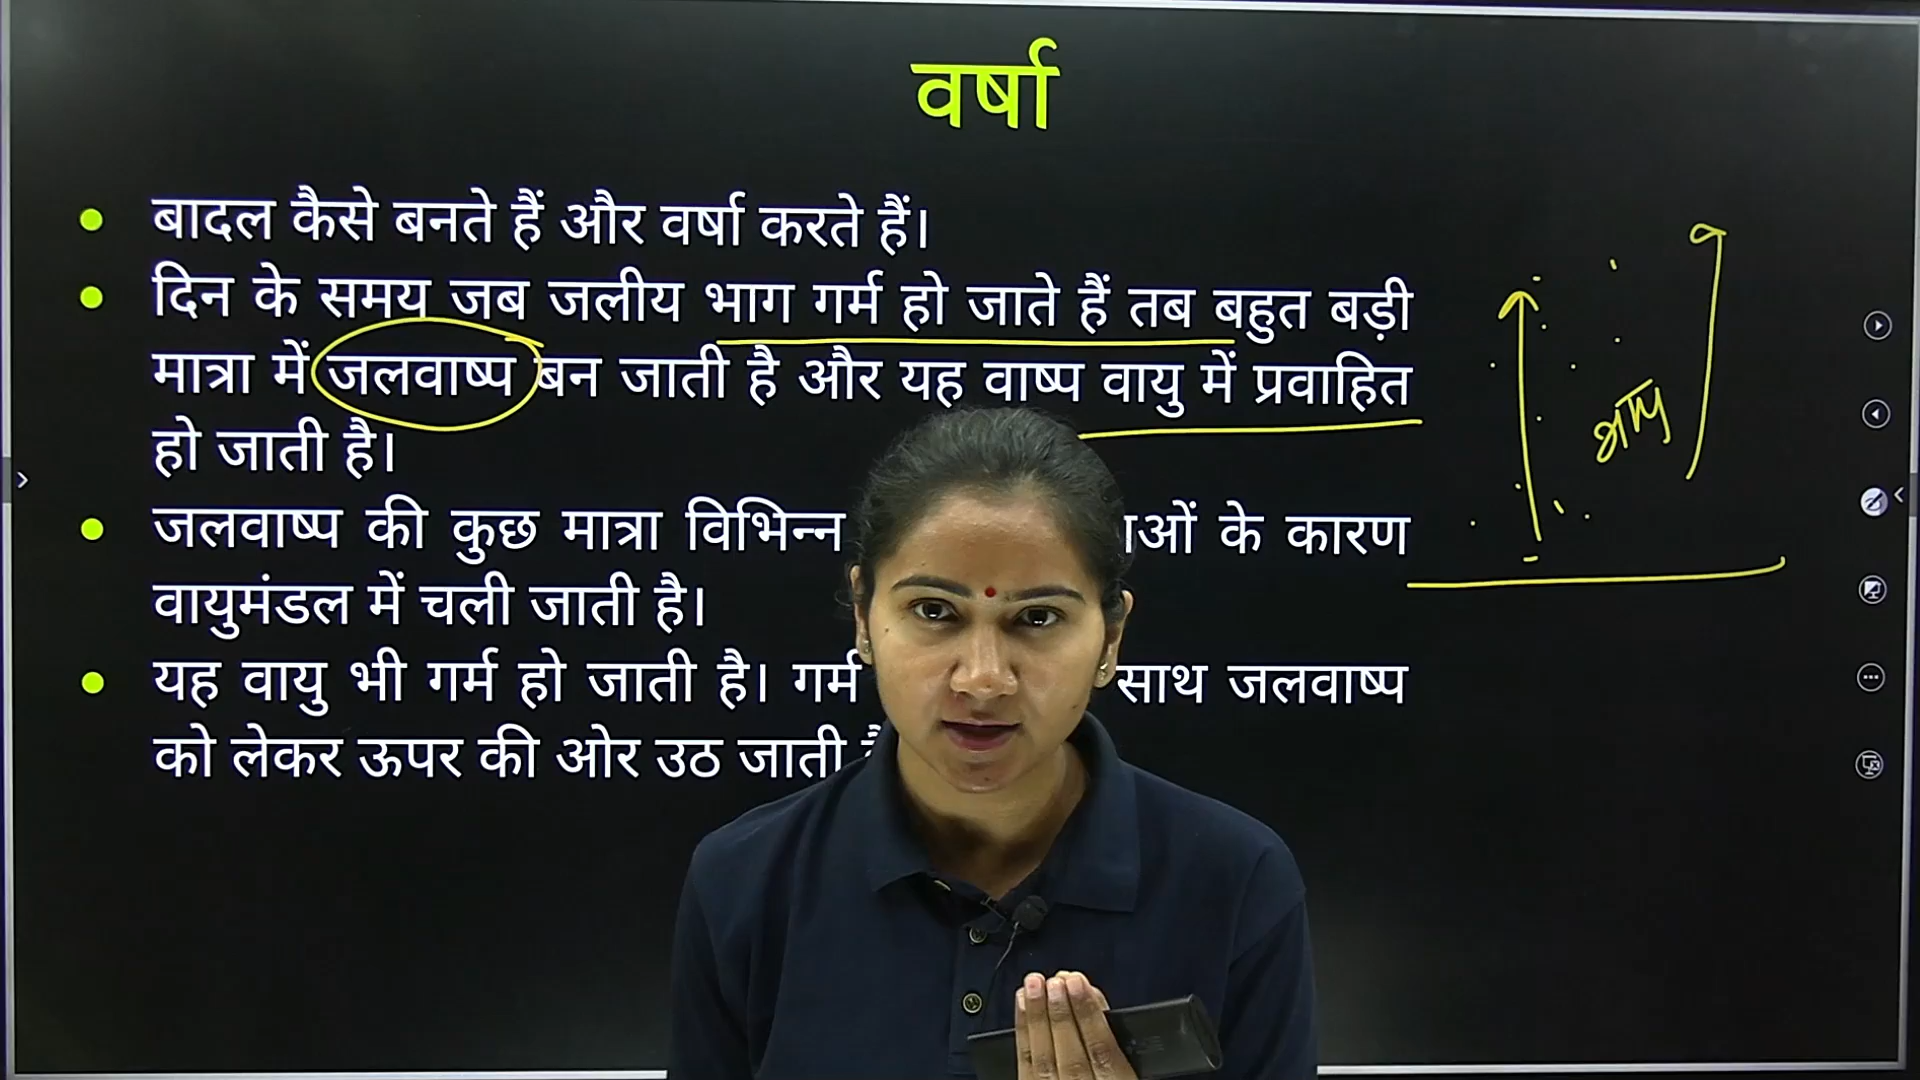 वर्षा
बादल कैसे बनते हैं और वर्षा करते हैं।
दिन के समय जब जलीय भाग गर्म हो जाते हैं तब बहुत बड़ी
मात्रा में जलवाष्प बन जाती है और यह वाष्प वायु में प्रवाहित
हो जाती है।
जलवाष्प की कुछ मात्रा विभिन्न के कारण
वायुमंडल में चली जाती है।
यह वायु भी गर्म हो जाती है। गर्म साथ जलवाष्प
को लेकर ऊपर की ओर उठ जाती